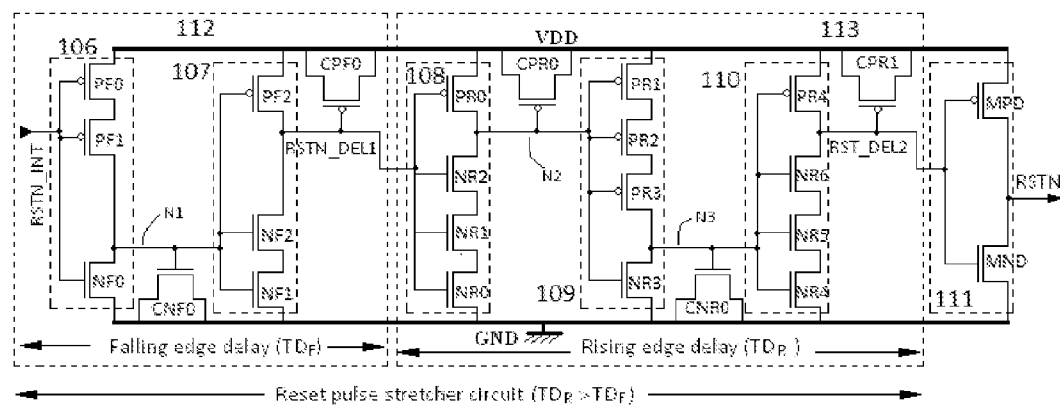 112
VDD
113
106
107
CPF0
108
CPR0
110
CPR1
PF0
PF2
PR0
PR1
PR4
MPD
PF1
RSTN_DEL1
NR2
N2
PR2
RST_DEL2
NR6
RSTN
RSTN_INT
PR3
N1
N3
NF2
NR1
NR5
NF0
NF1
NR0
NR3
NR4
MND
CNF0
109
CNR0
111
GND
Falling edge delay (TDF)
Rising edge delay (TDR )
Reset pulse stretcher circuit (TDR >TDF)